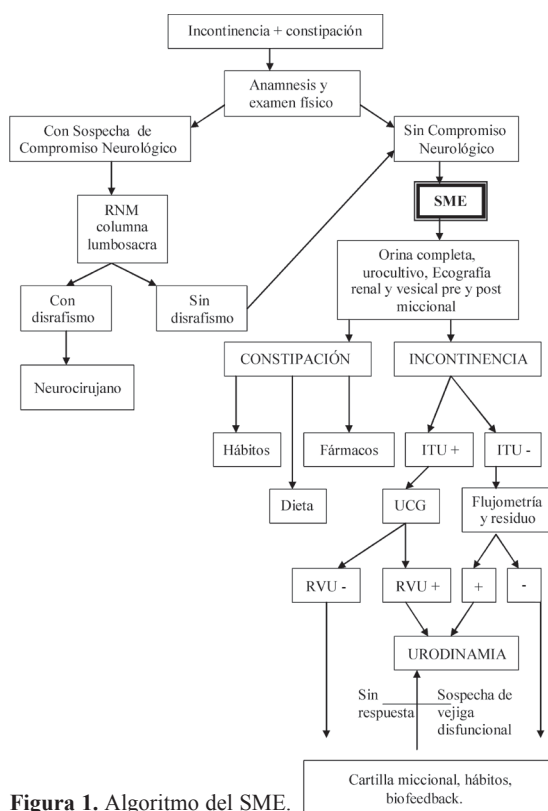 Incontinencia + constipación
Anamnesis y
examen físico
Con Sospecha de
Compromiso Neurológico
Sin Compromiso
Neurológico
RNM
columna
lumbosacra
SME
Orina completa,
urocultivo, Ecografía
renal y vesical pre y post
miccional
Con
disrafismo
Sin
disrafismo
Neurocirujano
CONSTIPACIÓN
INCONTINENCIA
Hábitos
Fármacos
ITU +
ITU -
Dieta
UCG
Flujometría
y residuo
RVU -
RVU +
+
-
URODINAMIA
Sin
respuesta
Sospecha de
vejiga
disfuncional
Cartilla miccional, hábitos,
biofeedback.
Figura 1. Algoritmo del SME.